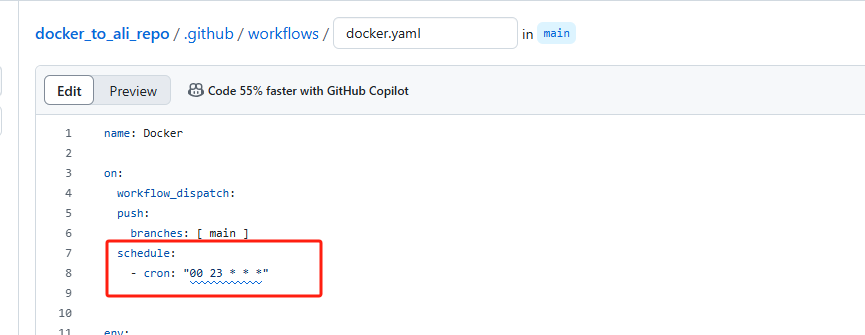 docker_to_ali_repo / .github / workflows / docker.yaml in main
Edit Preview Code 55% faster with GitHub Copilot
1 name: Docker
2
3 on:
4 workflow_dispatch:
5 push:
6 branches: [ main ]
7 schedule:
8 - cron: "00 23 * * *"
9
10
11 env: